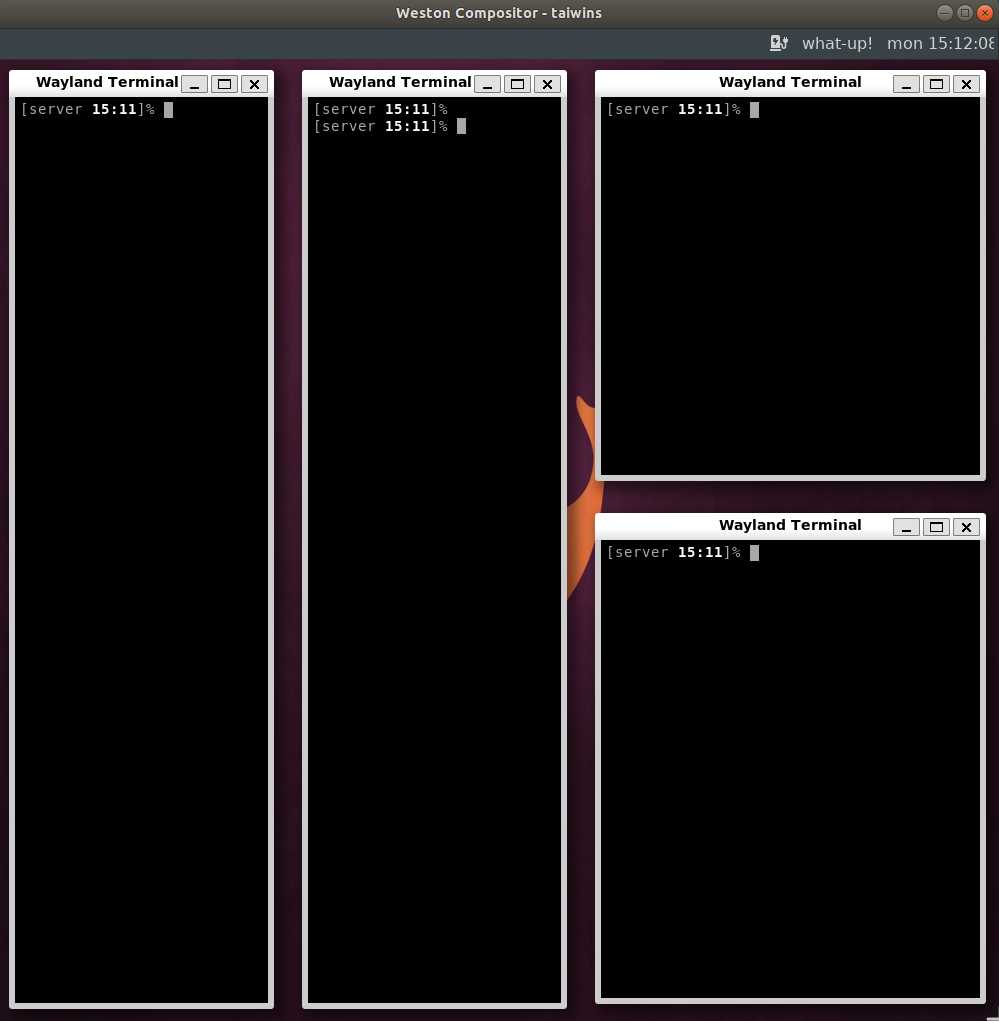 Weston Compositor - taiwins
what-up! mon 15:12:08
Wayland Terminal
[server 15:11]%
Wayland Terminal
[server 15:11]%
[server 15:11]%
Wayland Terminal
[server 15:11]%
Wayland Terminal
[server 15:11]%